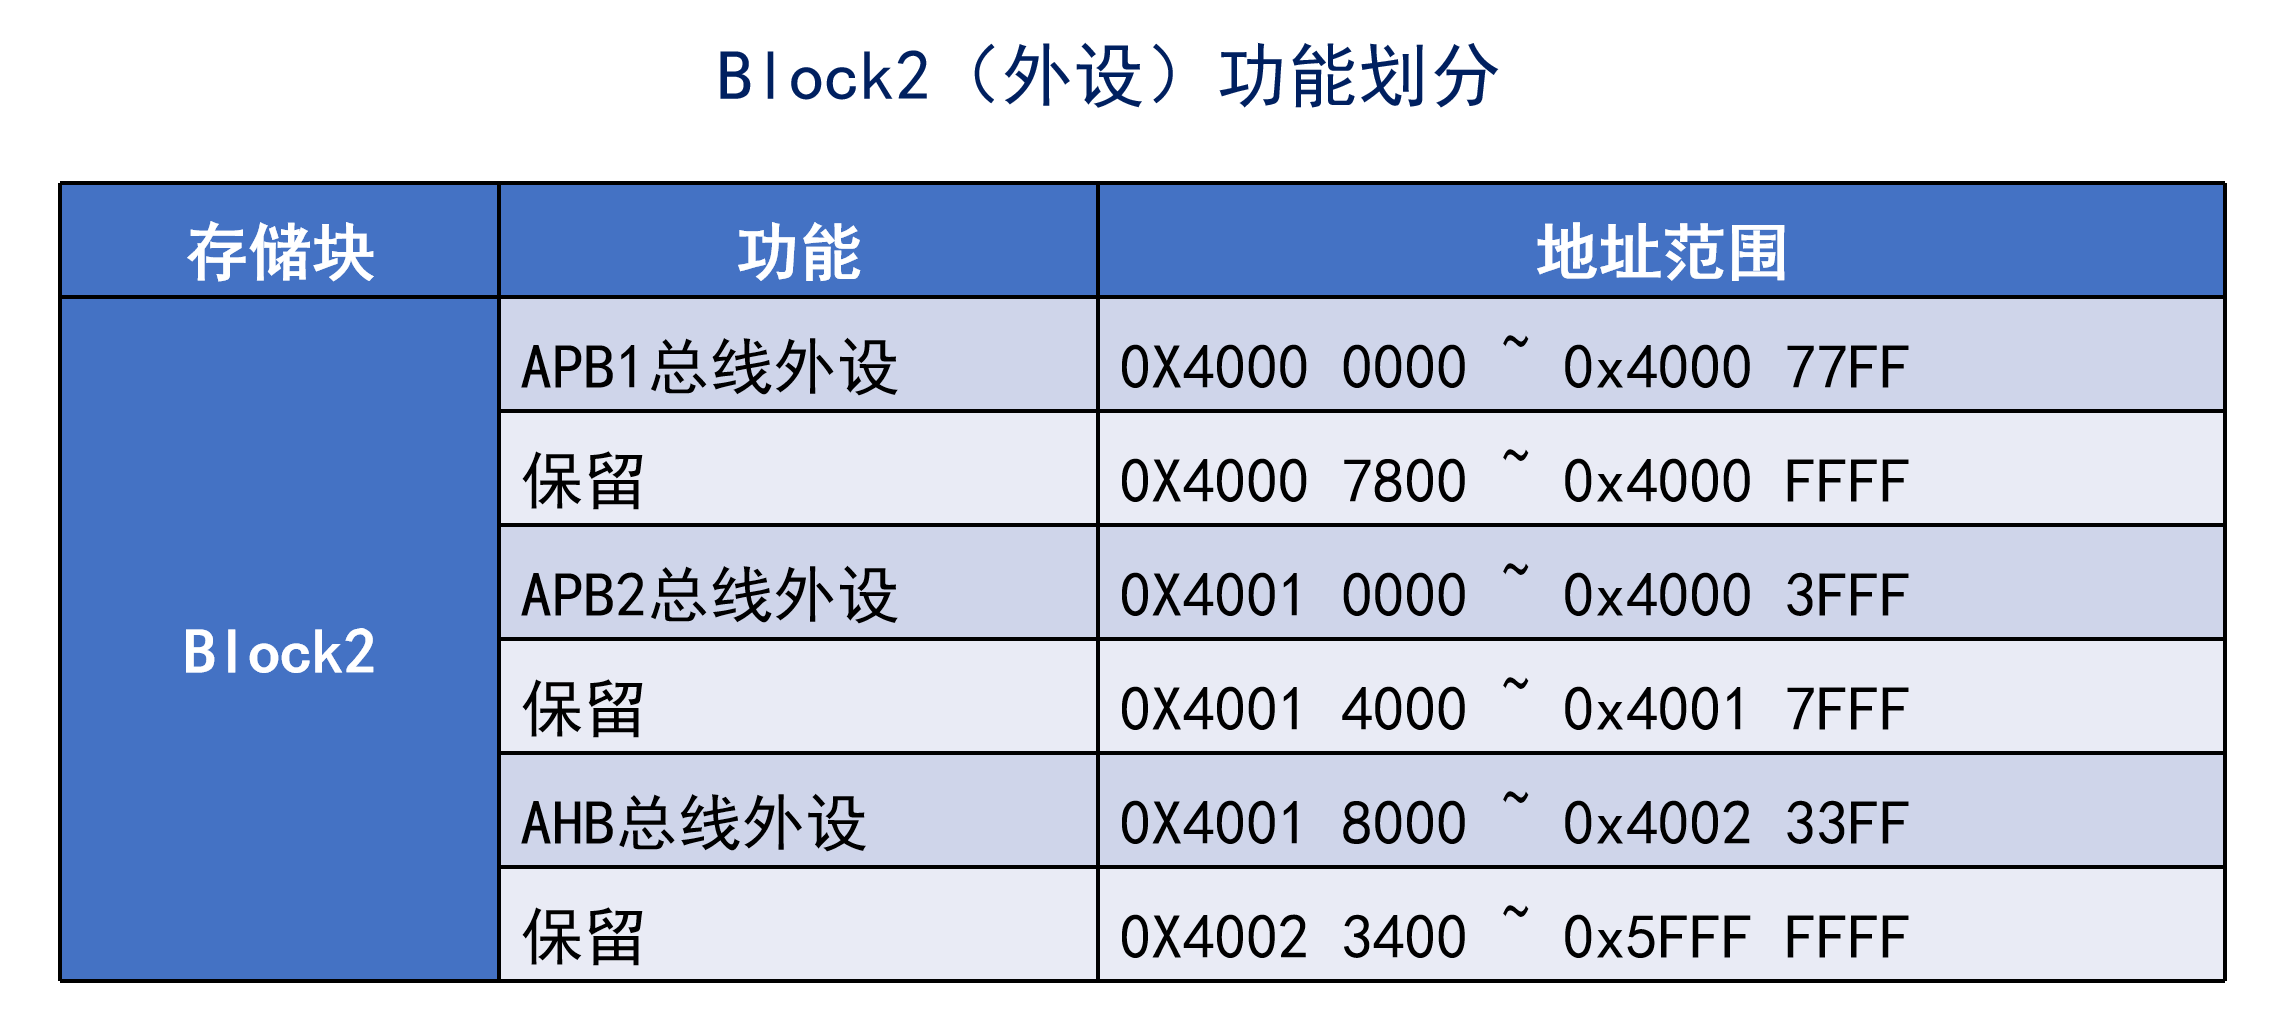 Block2（外设）功能划分
存储块 功能 地址范围
Block2
APB1总线外设 0X4000 0000 ~ 0x4000 77FF
保留 0X4000 7800 ~ 0x4000 FFFF
APB2总线外设 0X4001 0000 ~ 0x4000 3FFF
保留 0X4001 4000 ~ 0x4001 7FFF
AHB总线外设 0X4001 8000 ~ 0x4002 33FF
保留 0X4002 3400 ~ 0x5FFF FFFF